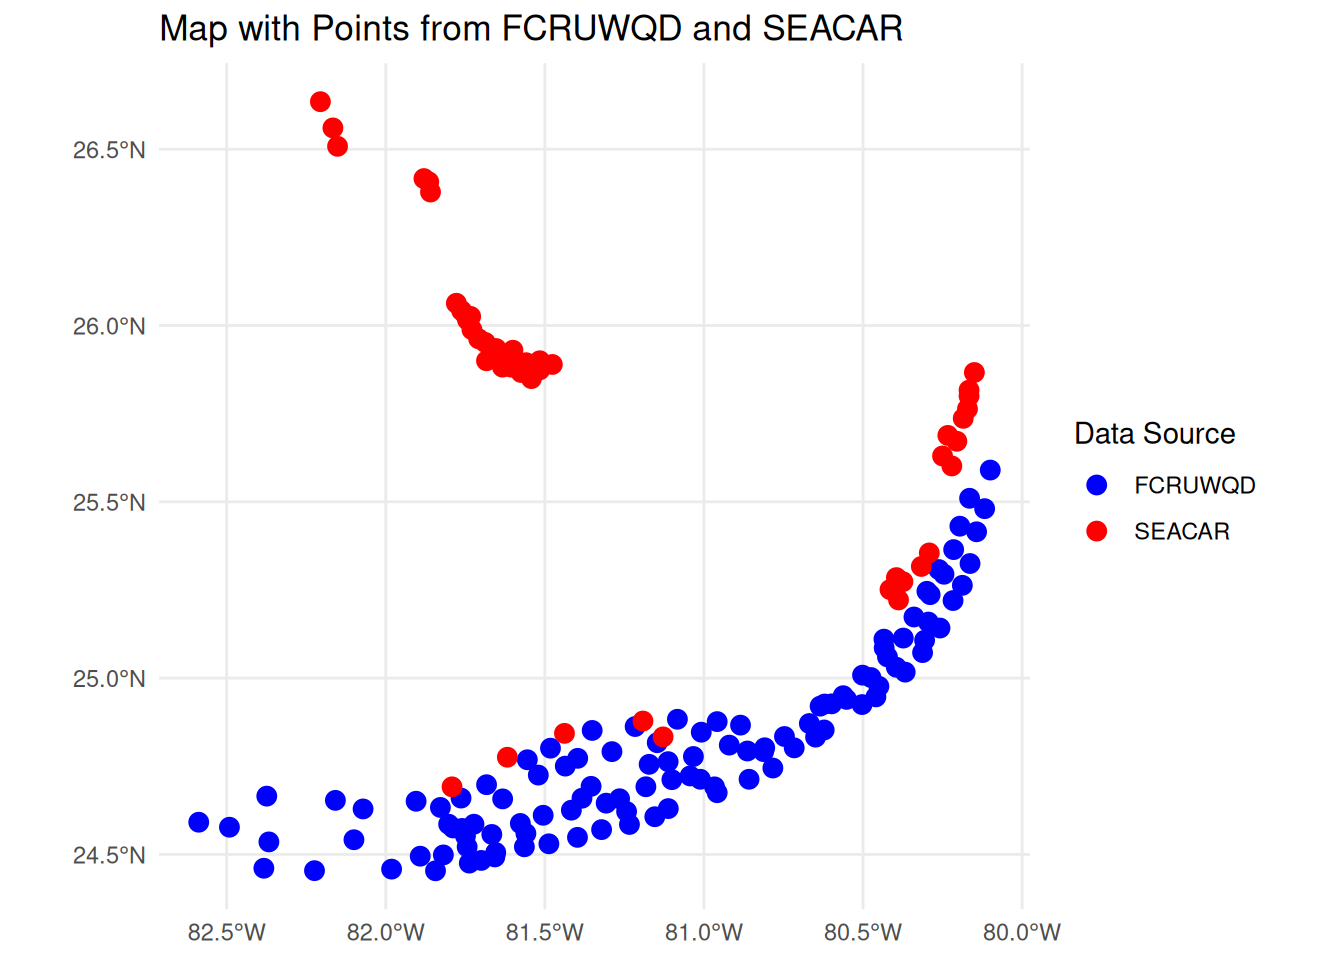 Map with Points from FCRUWQD and SEACAR
26.5°N
26.0°N
25.5°N
25.0°N
24.5°N
82.5°W
82.0°W
81.5°W
81.0°W
80.5°W
80.0°W
Data Source
FCRUWQD
SEACAR